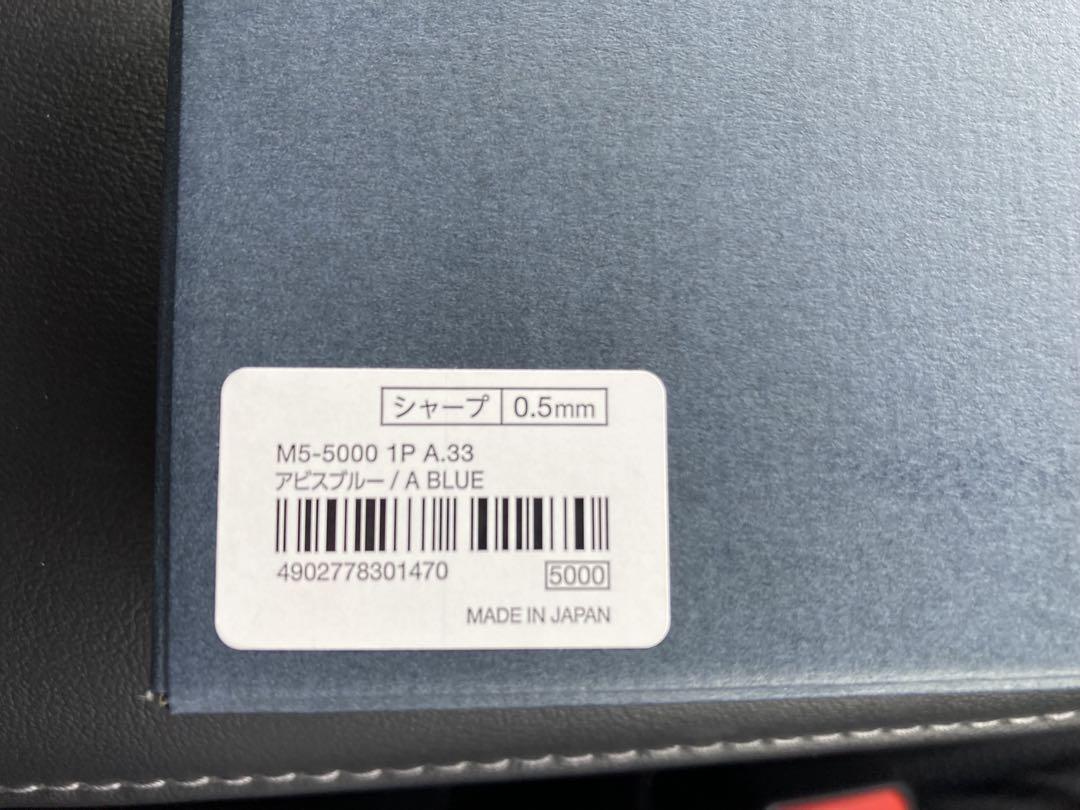 シャープ 0.5mm
M5-5000 1P A.33
アビスブルー / A BLUE
4902778301470 5000
MADE IN JAPAN